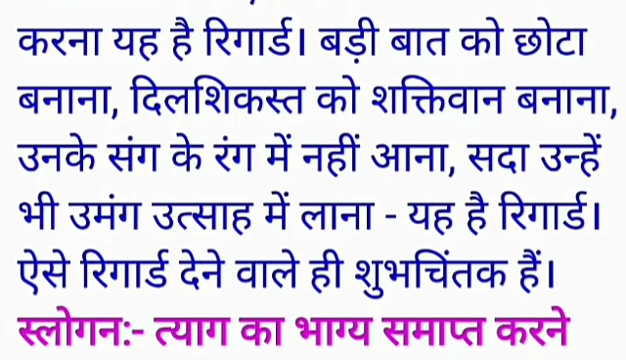 करना यह है रिगार्ड। बड़ी बात को छोटा
बनाना, दिलशिकस्त को शक्तिवान बनाना,
उनके संग के रंग में नहीं आना, सदा उन्हें
भी उमंग उत्साह में लाना - यह है रिगार्ड।
ऐसे रिगार्ड देने वाले ही शुभचिंतक हैं।
स्लोगन:- त्याग का भाग्य समाप्त करने